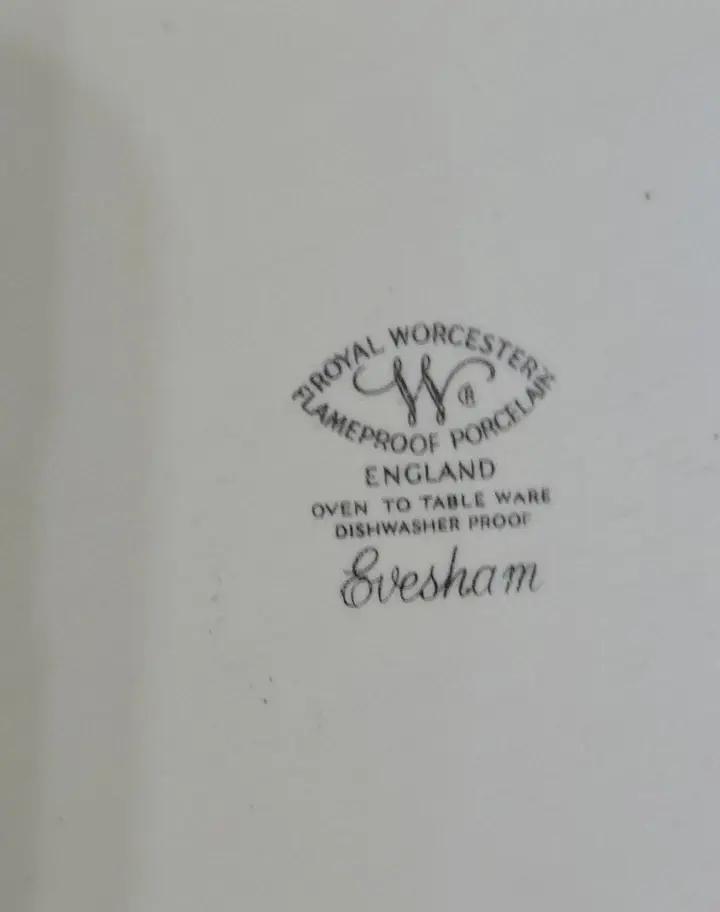 ROYAL WORCESTER
W ®
FLAMEPROOF PORCELAIN
ENGLAND
OVEN TO TABLE WARE
DISHWASHER PROOF
Evesham